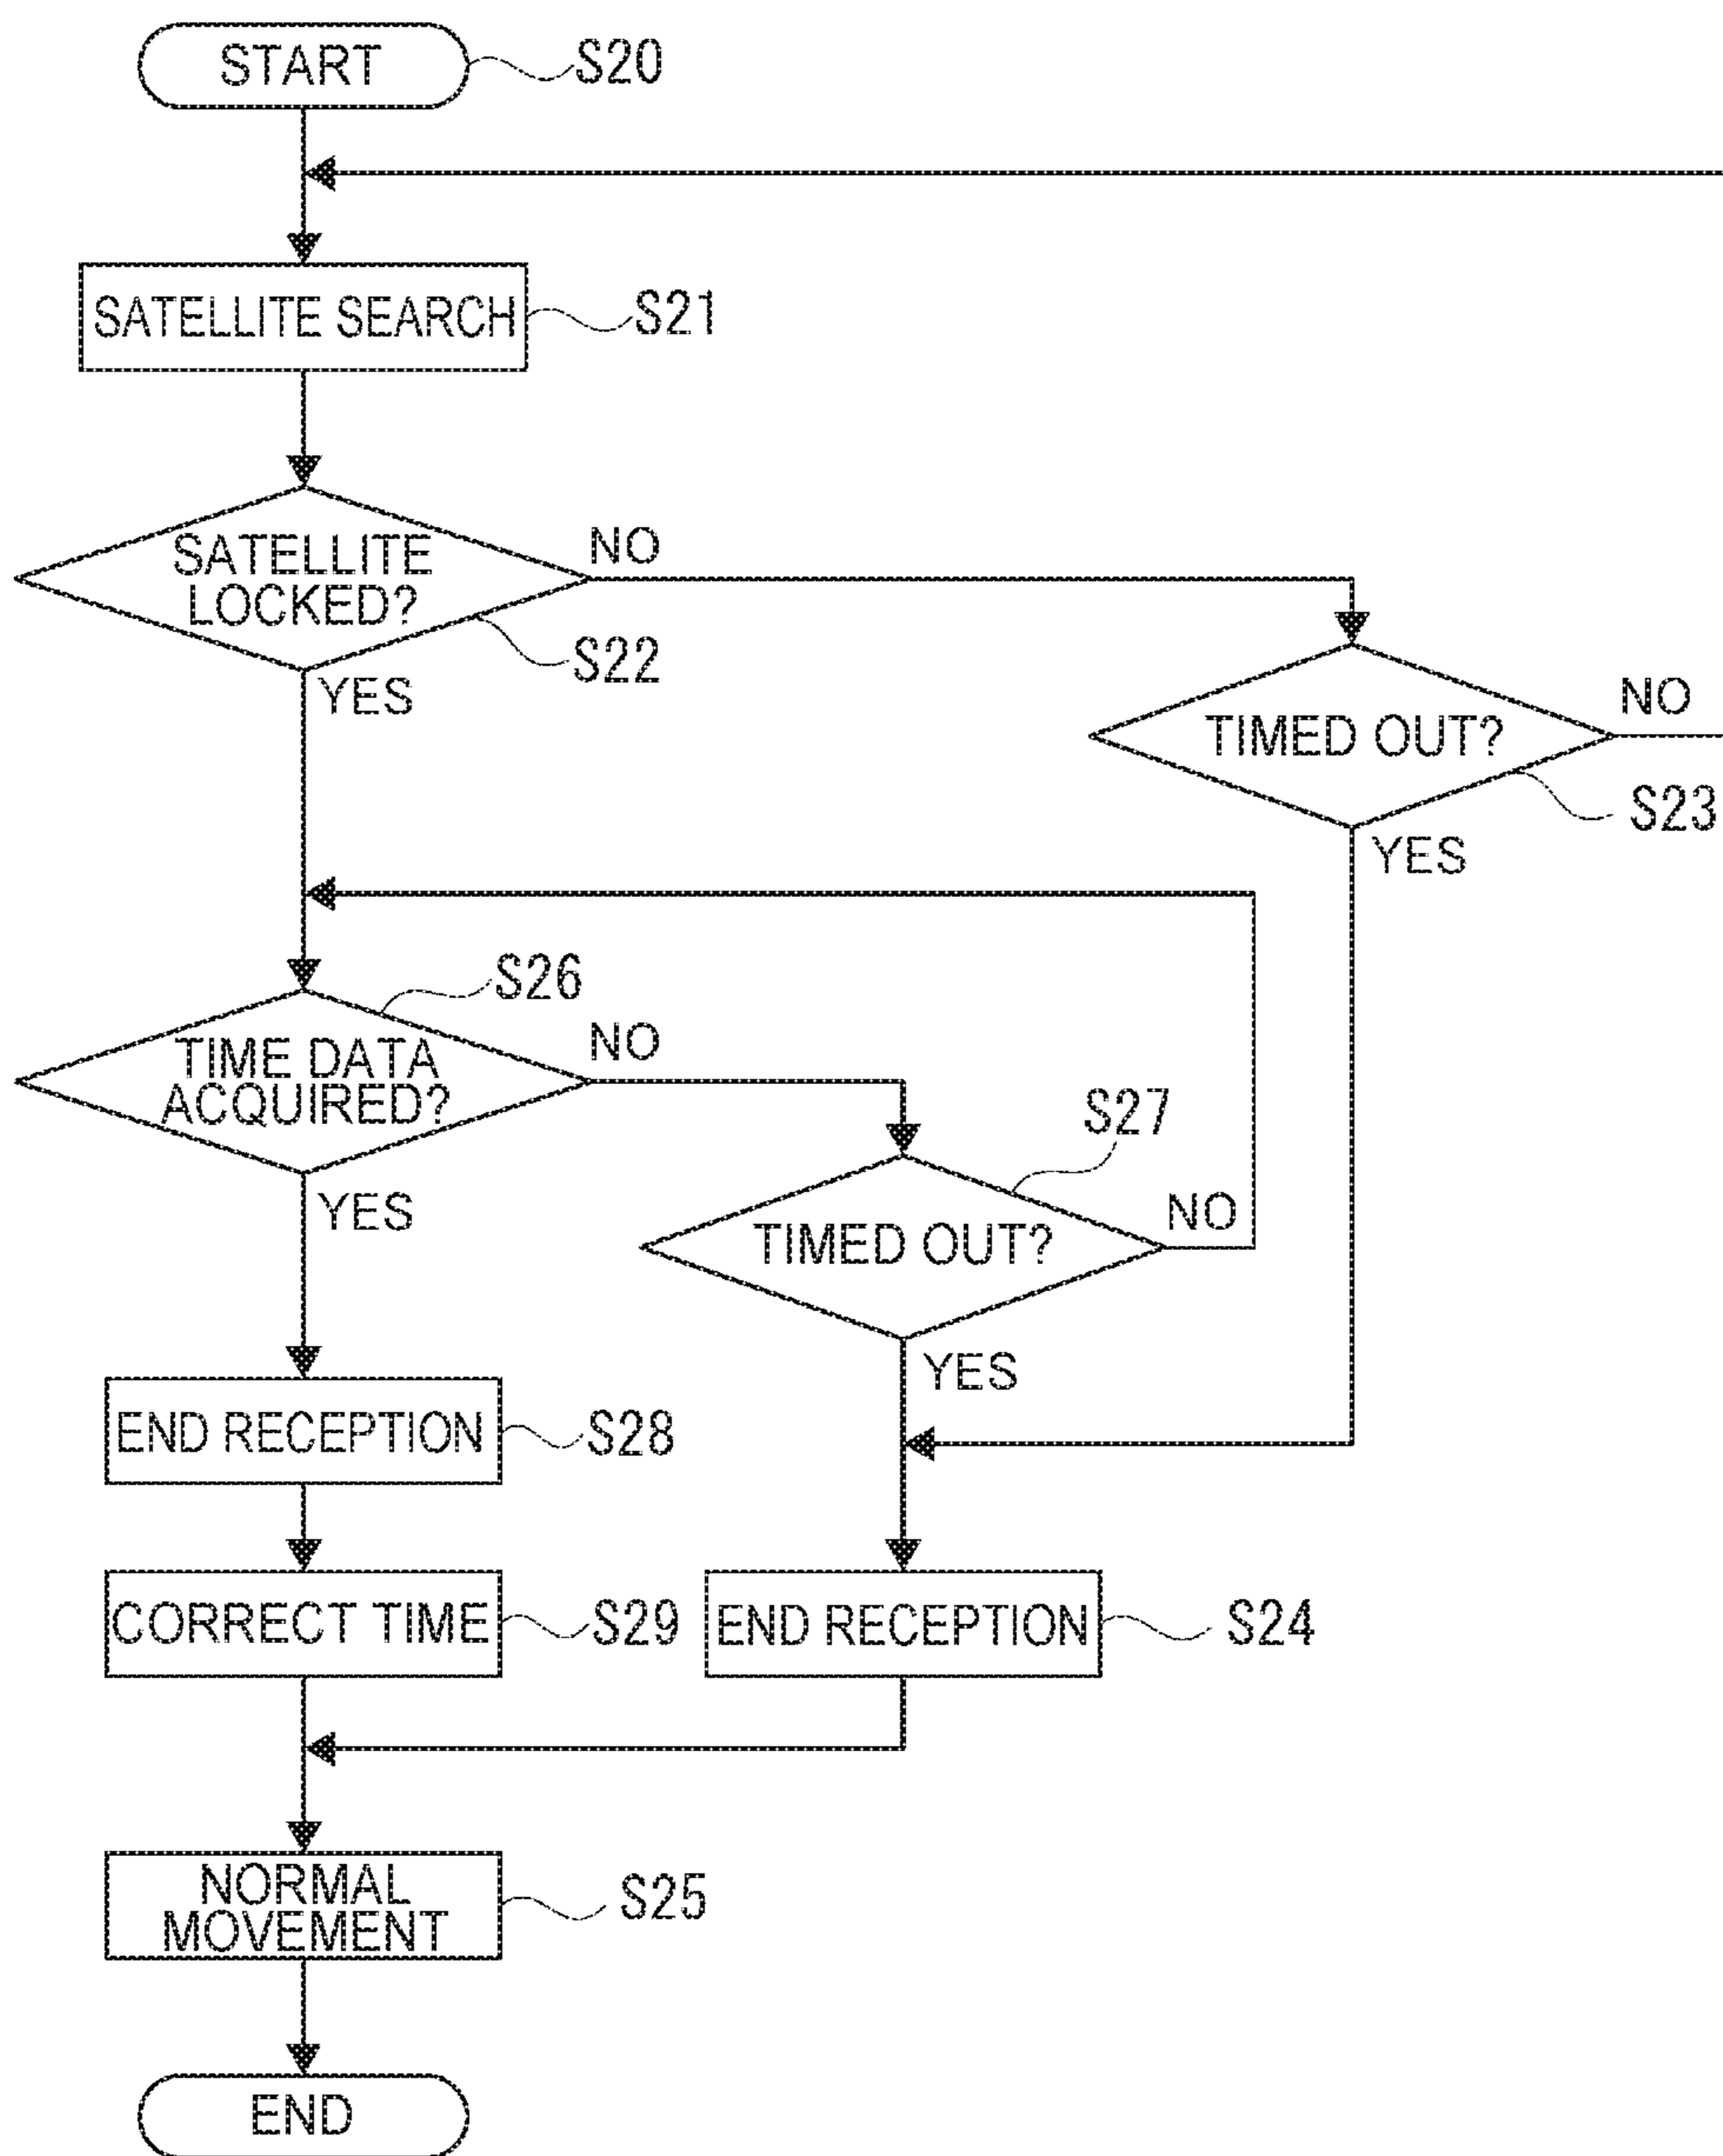 START
S20
SATELLITE SEARCH
S21
SATELLITE
LOCKED?
NO
S22
YES
TIMED OUT?
NO
S23
YES
S26
TIME DATA
ACQUIRED?
NO
YES
S27
TIMED OUT?
NO
YES
END RECEPTION
S28
CORRECT TIME
S29
END RECEPTION
S24
NORMAL
MOVEMENT
S25
END